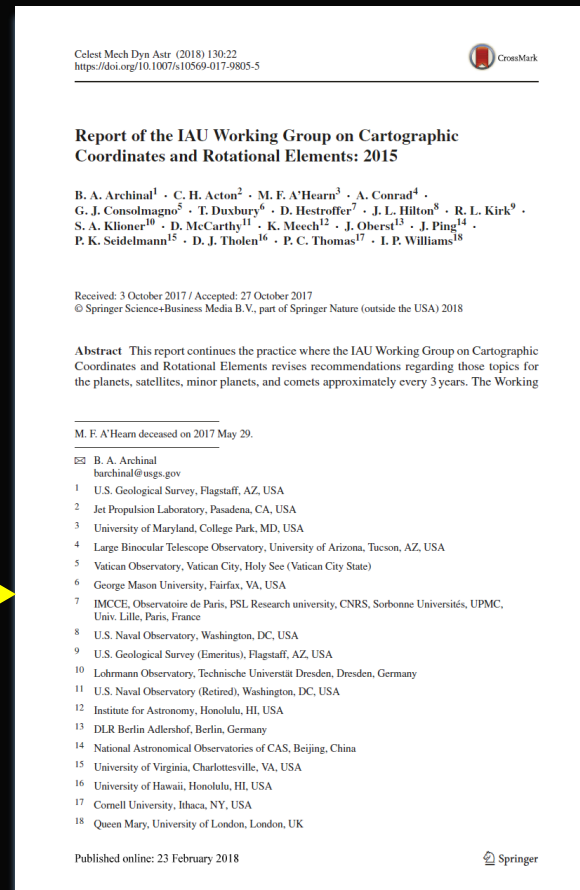 Celest Mech Dyn Astr (2018) 130:22
https://doi.org/10.1007/s10569-017-9805-5
CrossMark
Report of the IAU Working Group on Cartographic
Coordinates and Rotational Elements: 2015
B. A. Archinal1 · C. H. Acton2 · M. F. A’Hearn3 · A. Conrad4 ·
G. J. Consolmagno5 · T. Duxbury6 · D. Hestroffer7 · J. L. Hilton8 · R. L. Kirk9 ·
S. A. Klioner10 · D. McCarthy11 · K. Meech12 · J. Oberst13 · J. Ping14 ·
P. K. Seidelmann15 · D. J. Tholen16 · P. C. Thomas17 · I. P. Williams18
Received: 3 October 2017 / Accepted: 27 October 2017
© Springer Science+Business Media B.V., part of Springer Nature (outside the USA) 2018
Abstract This report continues the practice where the IAU Working Group on Cartographic
Coordinates and Rotational Elements revises recommendations regarding those topics for
the planets, satellites, minor planets, and comets approximately every 3 years. The Working
M. F. A’Hearn deceased on 2017 May 29.
B. A. Archinal
barchinal@usgs.gov
1 U.S. Geological Survey, Flagstaff, AZ, USA
2 Jet Propulsion Laboratory, Pasadena, CA, USA
3 University of Maryland, College Park, MD, USA
4 Large Binocular Telescope Observatory, University of Arizona, Tucson, AZ, USA
5 Vatican Observatory, Vatican City, Holy See (Vatican City State)
6 George Mason University, Fairfax, VA, USA
7 IMCCE, Observatoire de Paris, PSL Research university, CNRS, Sorbonne Universités, UPMC,
Univ. Lille, Paris, France
8 U.S. Naval Observatory, Washington, DC, USA
9 U.S. Geological Survey (Emeritus), Flagstaff, AZ, USA
10 Lohrmann Observatory, Technische Universtät Dresden, Dresden, Germany
11 U.S. Naval Observatory (Retired), Washington, DC, USA
12 Institute for Astronomy, Honolulu, HI, USA
13 DLR Berlin Adlershof, Berlin, Germany
14 National Astronomical Observatories of CAS, Beijing, China
15 University of Virginia, Charlottesville, VA, USA
16 University of Hawaii, Honolulu, HI, USA
17 Cornell University, Ithaca, NY, USA
18 Queen Mary, University of London, London, UK
Published online: 23 February 2018
Springer